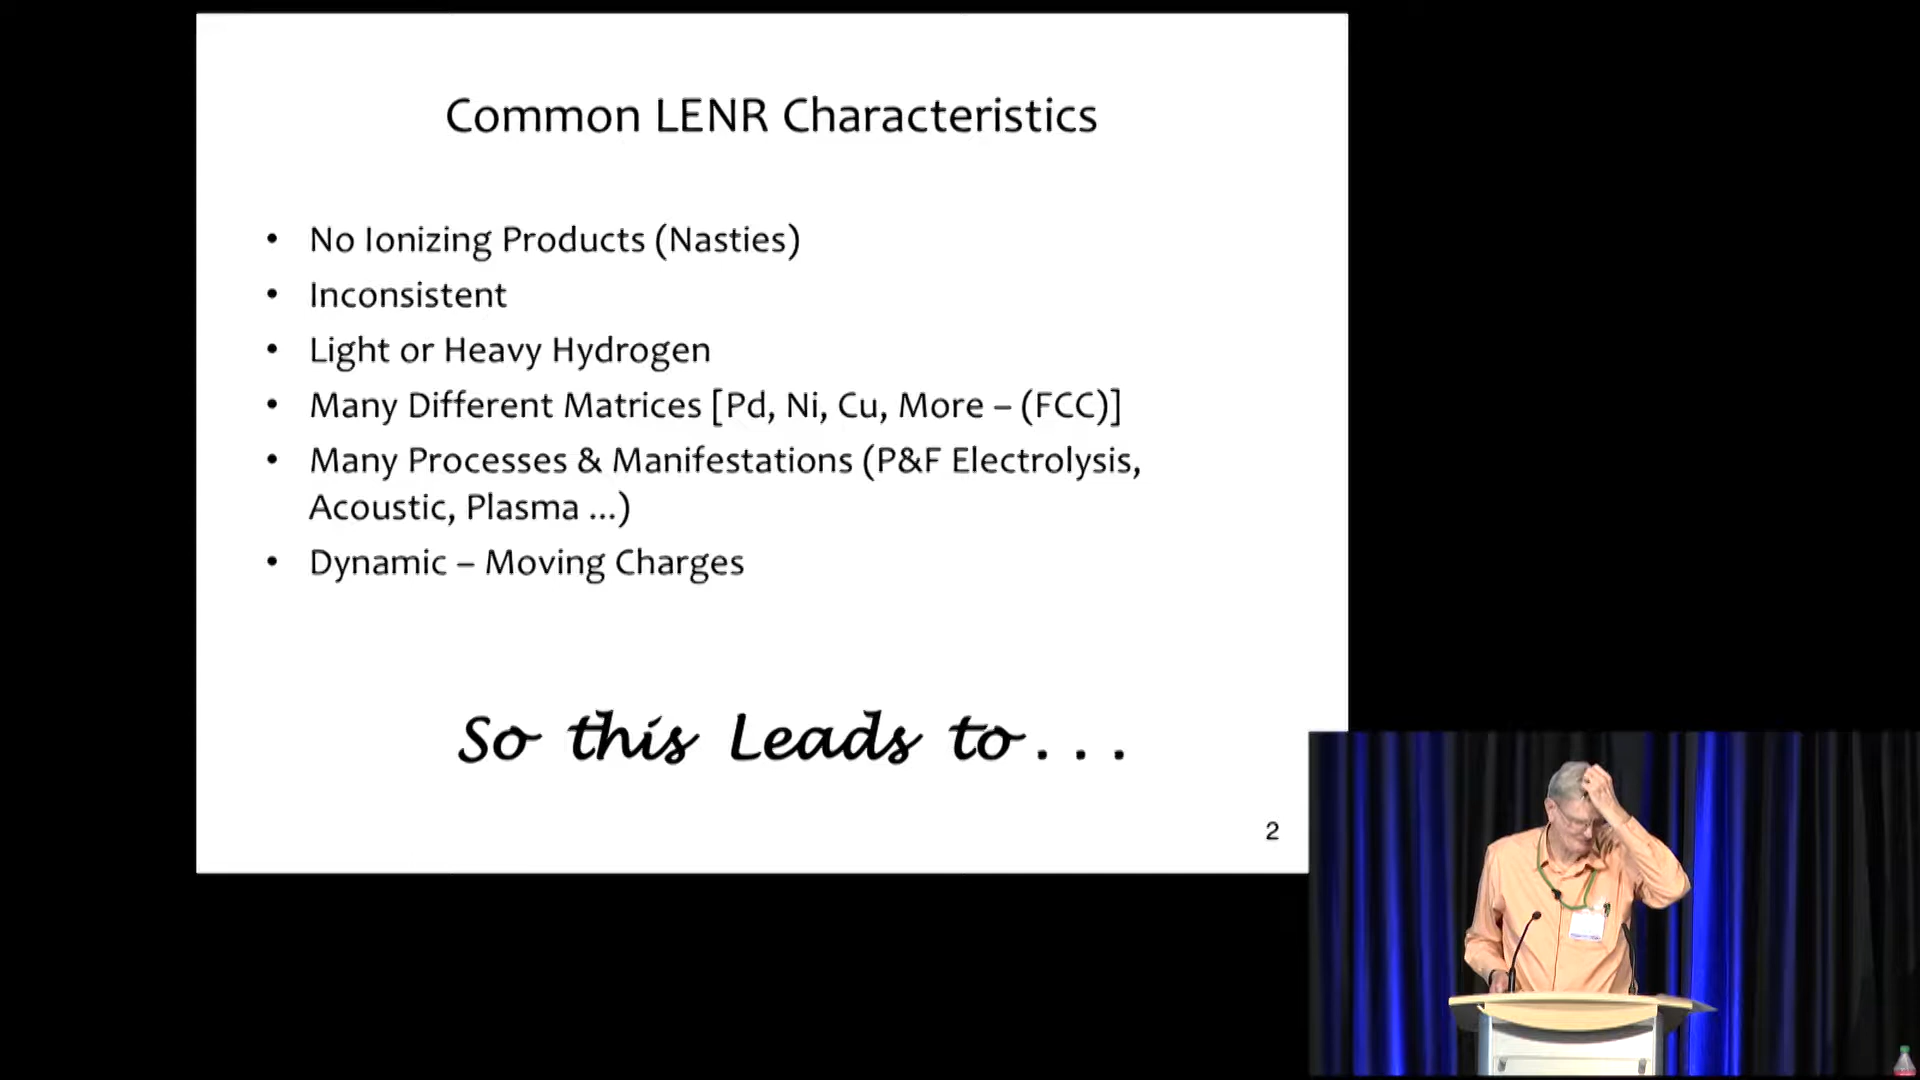 Common LENR Characteristics
• No Ionizing Products (Nasties)
• Inconsistent
• Light or Heavy Hydrogen
• Many Different Matrices [Pd, Ni, Cu, More – (FCC)]
• Many Processes & Manifestations (P&F Electrolysis,
Acoustic, Plasma ...)
• Dynamic – Moving Charges
So this Leads to . . .
2